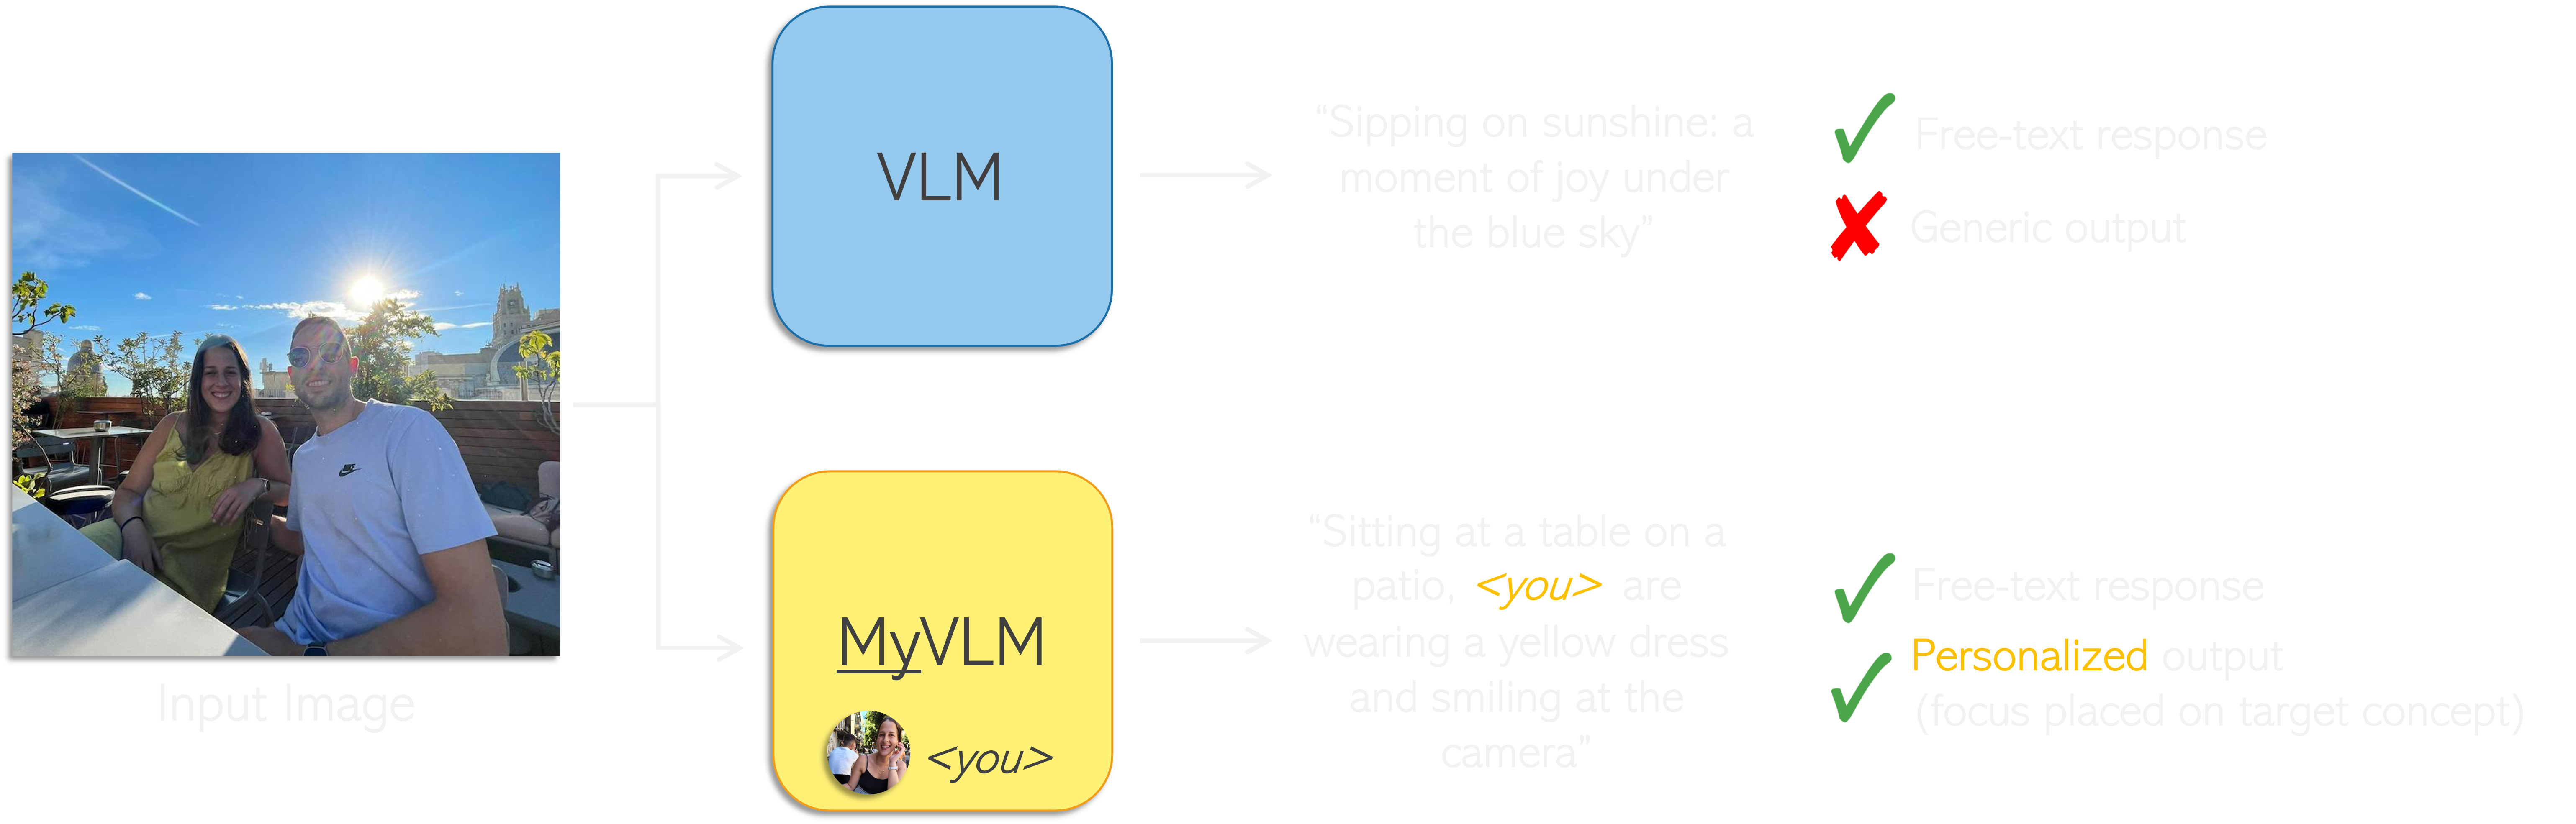 VLM
“Sipping on sunshine: a
moment of joy under
the blue sky”
Free-text response
Generic output
Input Image
MyVLM
<you>
“Sitting at a table on a
patio, <you> are
wearing a yellow dress
and smiling at the
camera”
Free-text response
Personalized output
(focus placed on target concept)